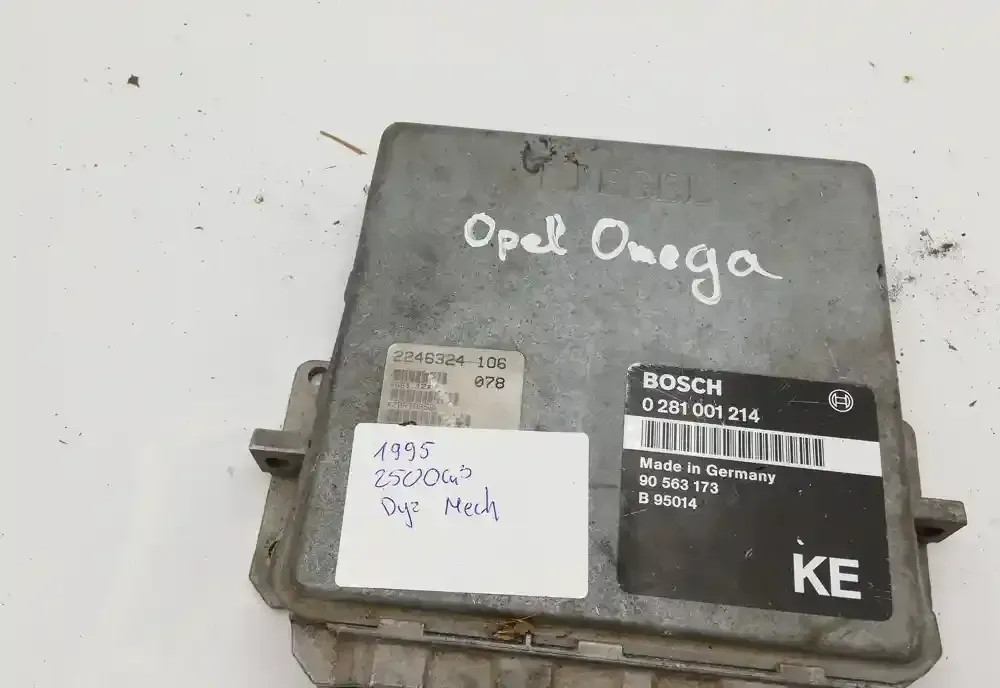 Opel Omega
2246324 106
078
BOSCH
0 281 001 214
Made in Germany
90 563 173
B 95014
KE
1995
2500cm³
Dyz Mech